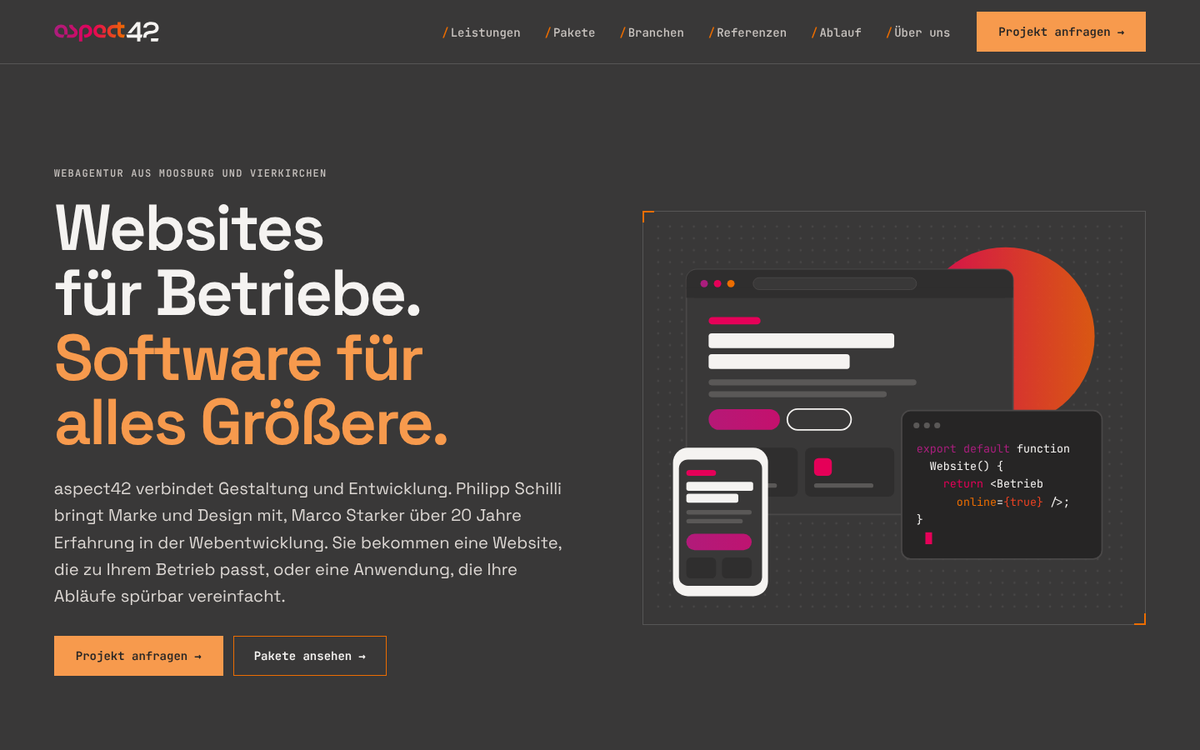 aspect42
/Leistungen /Pakete /Branchen /Referenzen /Ablauf /Über uns
Projekt anfragen →
WEBAGENTUR AUS MOOSBURG UND VIERKIRCHEN
Websites
für Betriebe.
Software für
alles Größere.
aspect42 verbindet Gestaltung und Entwicklung. Philipp Schilli
bringt Marke und Design mit, Marco Starker über 20 Jahre
Erfahrung in der Webentwicklung. Sie bekommen eine Website,
die zu Ihrem Betrieb passt, oder eine Anwendung, die Ihre
Abläufe spürbar vereinfacht.
Projekt anfragen →
Pakete ansehen →
export default function
Website() {
return <Betrieb
online={true} />;
}